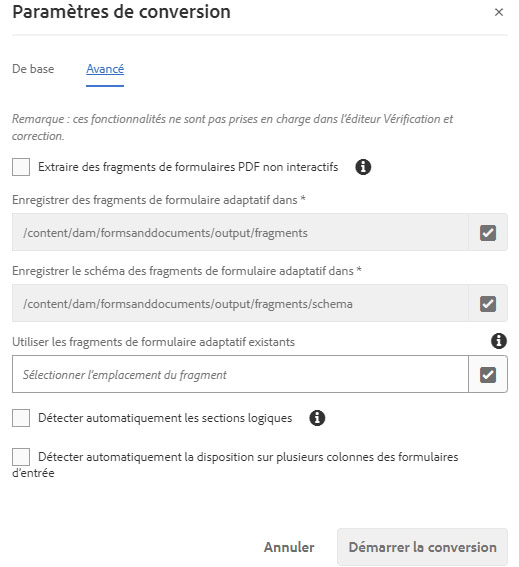 Paramètres de conversion
De base
Avancé
Remarque : ces fonctionnalités ne sont pas prises en charge dans l'éditeur Vérification et
correction.
Extraire des fragments de formulaires PDF non interactifs
Enregistrer des fragments de formulaire adaptatif dans *
/content/dam/formsanddocuments/output/fragments
Enregistrer le schéma des fragments de formulaire adaptatif dans *
/content/dam/formsanddocuments/output/fragments/schema
Utiliser les fragments de formulaire adaptatif existants
Sélectionner l'emplacement du fragment
Détecter automatiquement les sections logiques
Détecter automatiquement la disposition sur plusieurs colonnes des formulaires
d'entrée
Annuler
Démarrer la conversion